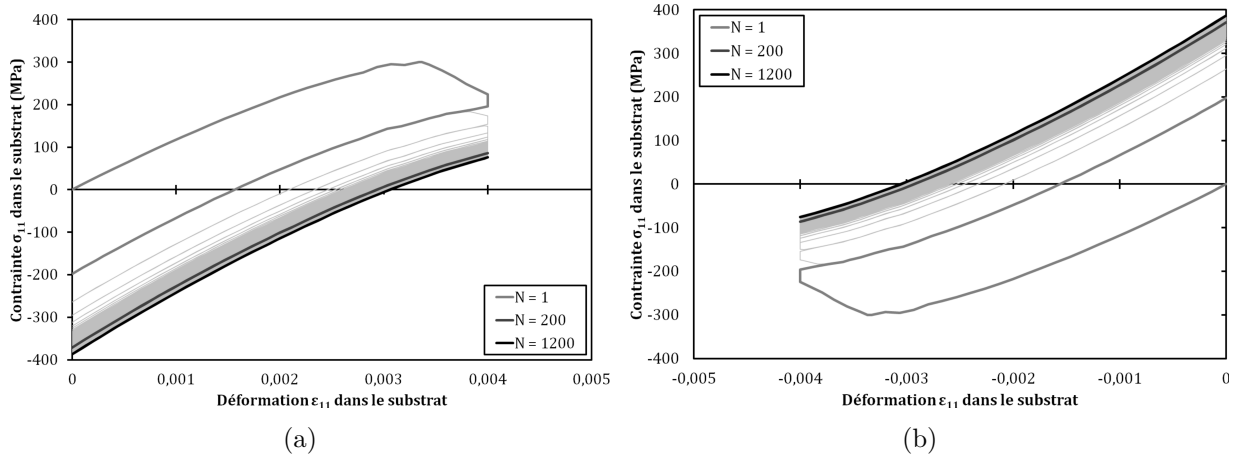 400
300
200
100
0
-100
-200
-300
-400
Contrainte σ11 dans le substrat (MPa)
0
0,001
0,002
0,003
0,004
0,005
Déformation ε11 dans le substrat
N = 1
N = 200
N = 1200
(a)
400
300
200
100
0
-100
-200
-300
-400
Contrainte σ11 dans le substrat (MPa)
N = 1
N = 200
N = 1200
-0,005
-0,004
-0,003
-0,002
-0,001
0
Déformation ε11 dans le substrat
(b)